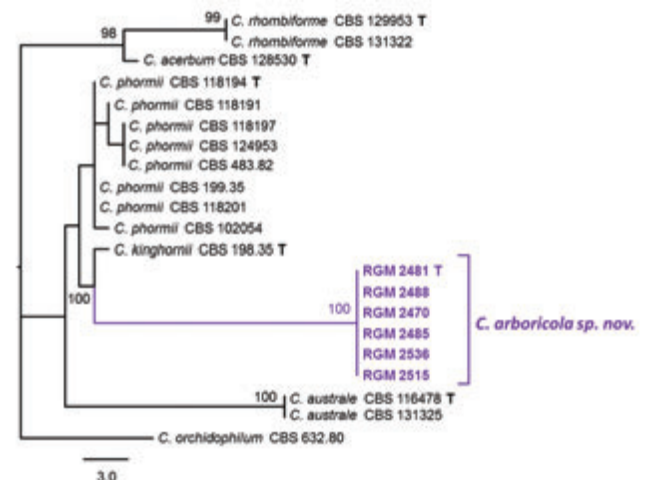 99
C. rhombiforme CBS 129953 T
98
C. rhombiforme CBS 131322
C. acerbum CBS 128530 T
C. phormii CBS 118194 T
C. phormii CBS 118191
C. phormii CBS 118197
C. phormii CBS 124953
C. phormii CBS 483.82
C. phormii CBS 199.35
C. phormii CBS 118201
C. phormii CBS 102054
C. kinghornii CBS 198.35 T
RGM 2481 T
100
RGM 2488
100
RGM 2470
C. arboricola sp. nov.
RGM 2485
RGM 2536
RGM 2515
100
C. australe CBS 116478 T
C. australe CBS 131325
C. orchidophilum CBS 632.80
3.0